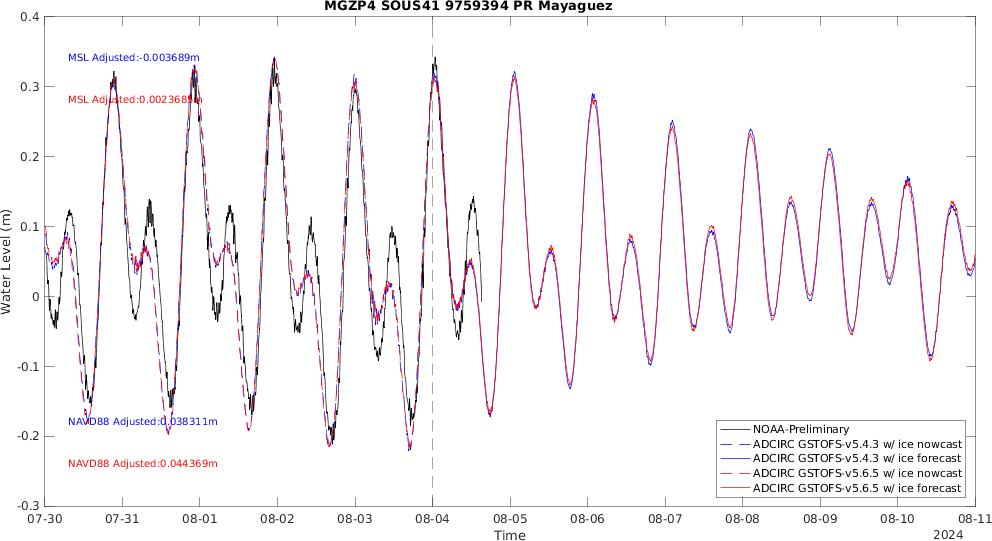 MGZP4 SOUS41 9759394 PR Mayaguez
0.4
0.3
0.2
0.1
0
-0.1
-0.2
-0.3
Water Level (m)
MSL Adjusted:-0.003689m
MSL Adjusted:0.0023689m
NAVD88 Adjusted:0.038311m
NAVD88 Adjusted:0.044369m
NOAA-Preliminary
ADCIRC GSTOFS-v5.4.3 w/ ice nowcast
ADCIRC GSTOFS-v5.4.3 w/ ice forecast
ADCIRC GSTOFS-v5.6.5 w/ ice nowcast
ADCIRC GSTOFS-v5.6.5 w/ ice forecast
07-30 07-31 08-01 08-02 08-03 08-04 08-05 08-06 08-07 08-08 08-09 08-10 08-11
Time
2024